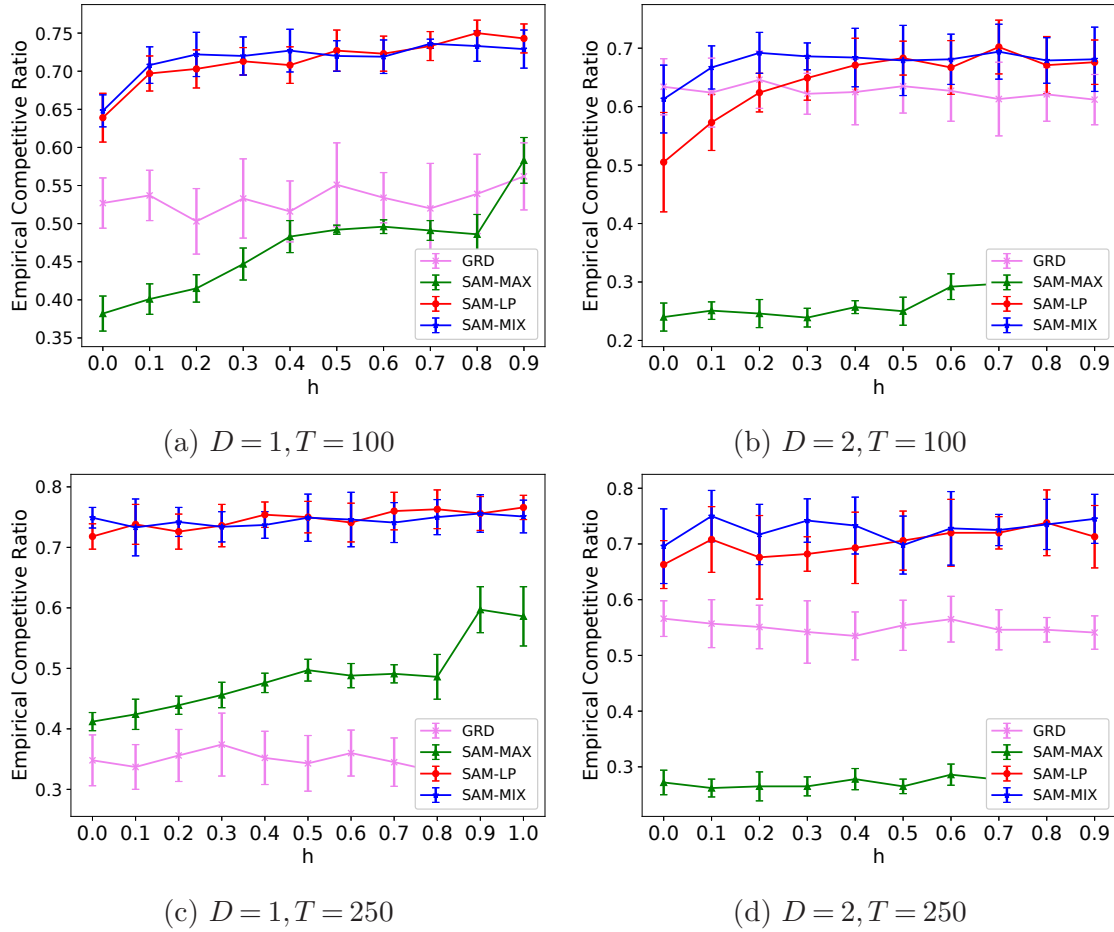 Empirical Competitive Ratio
0.75
0.70
0.65
0.60
0.55
0.50
0.45
0.40
0.35
GRD
SAM-MAX
SAM-LP
SAM-MIX
0.0 0.1 0.2 0.3 0.4 0.5 0.6 0.7 0.8 0.9
h
(a) D = 1, T = 100
Empirical Competitive Ratio
0.7
0.6
0.5
0.4
0.3
0.2
GRD
SAM-MAX
SAM-LP
SAM-MIX
0.0 0.1 0.2 0.3 0.4 0.5 0.6 0.7 0.8 0.9
h
(b) D = 2, T = 100
Empirical Competitive Ratio
0.8
0.7
0.6
0.5
0.4
0.3
GRD
SAM-MAX
SAM-LP
SAM-MIX
0.0 0.1 0.2 0.3 0.4 0.5 0.6 0.7 0.8 0.9 1.0
h
(c) D = 1, T = 250
Empirical Competitive Ratio
0.8
0.7
0.6
0.5
0.4
0.3
GRD
SAM-MAX
SAM-LP
SAM-MIX
0.0 0.1 0.2 0.3 0.4 0.5 0.6 0.7 0.8 0.9
h
(d) D = 2, T = 250